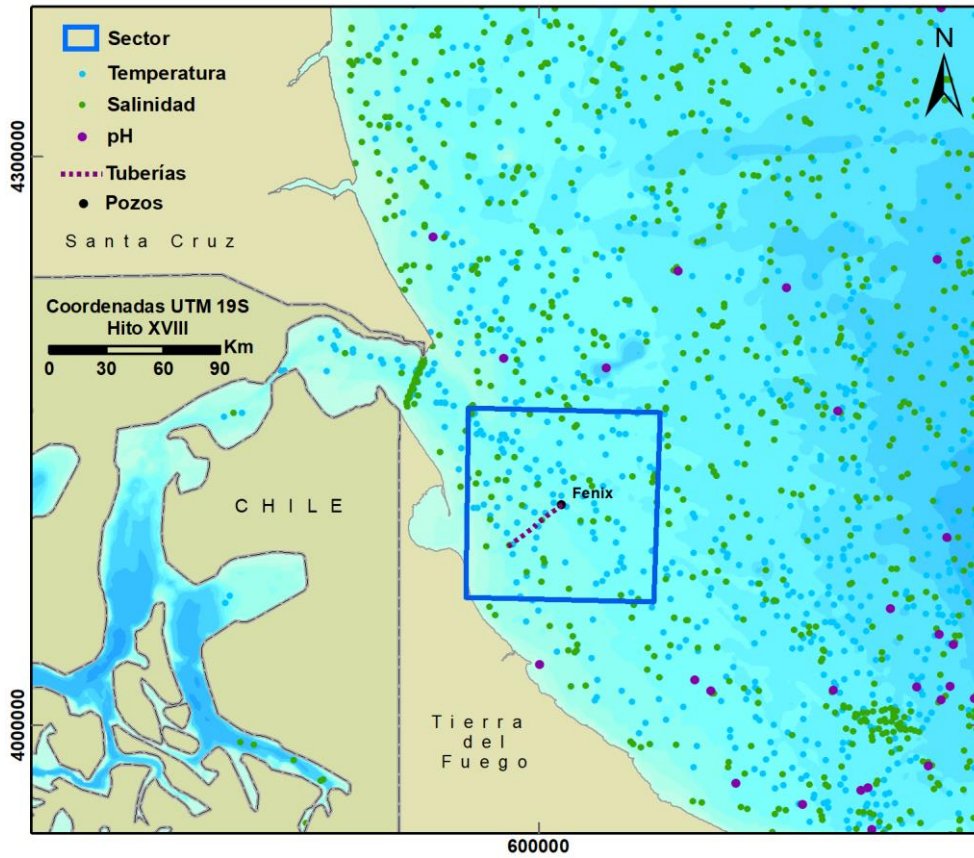 Sector
Temperatura
Salinidad
pH
Tuberías
Pozos
N
4300000
Santa Cruz
Coordenadas UTM 19S
Hito XVIII
Km
0 30 60 90
CHILE
Fenix
4000000
Tierra
del
Fuego
600000